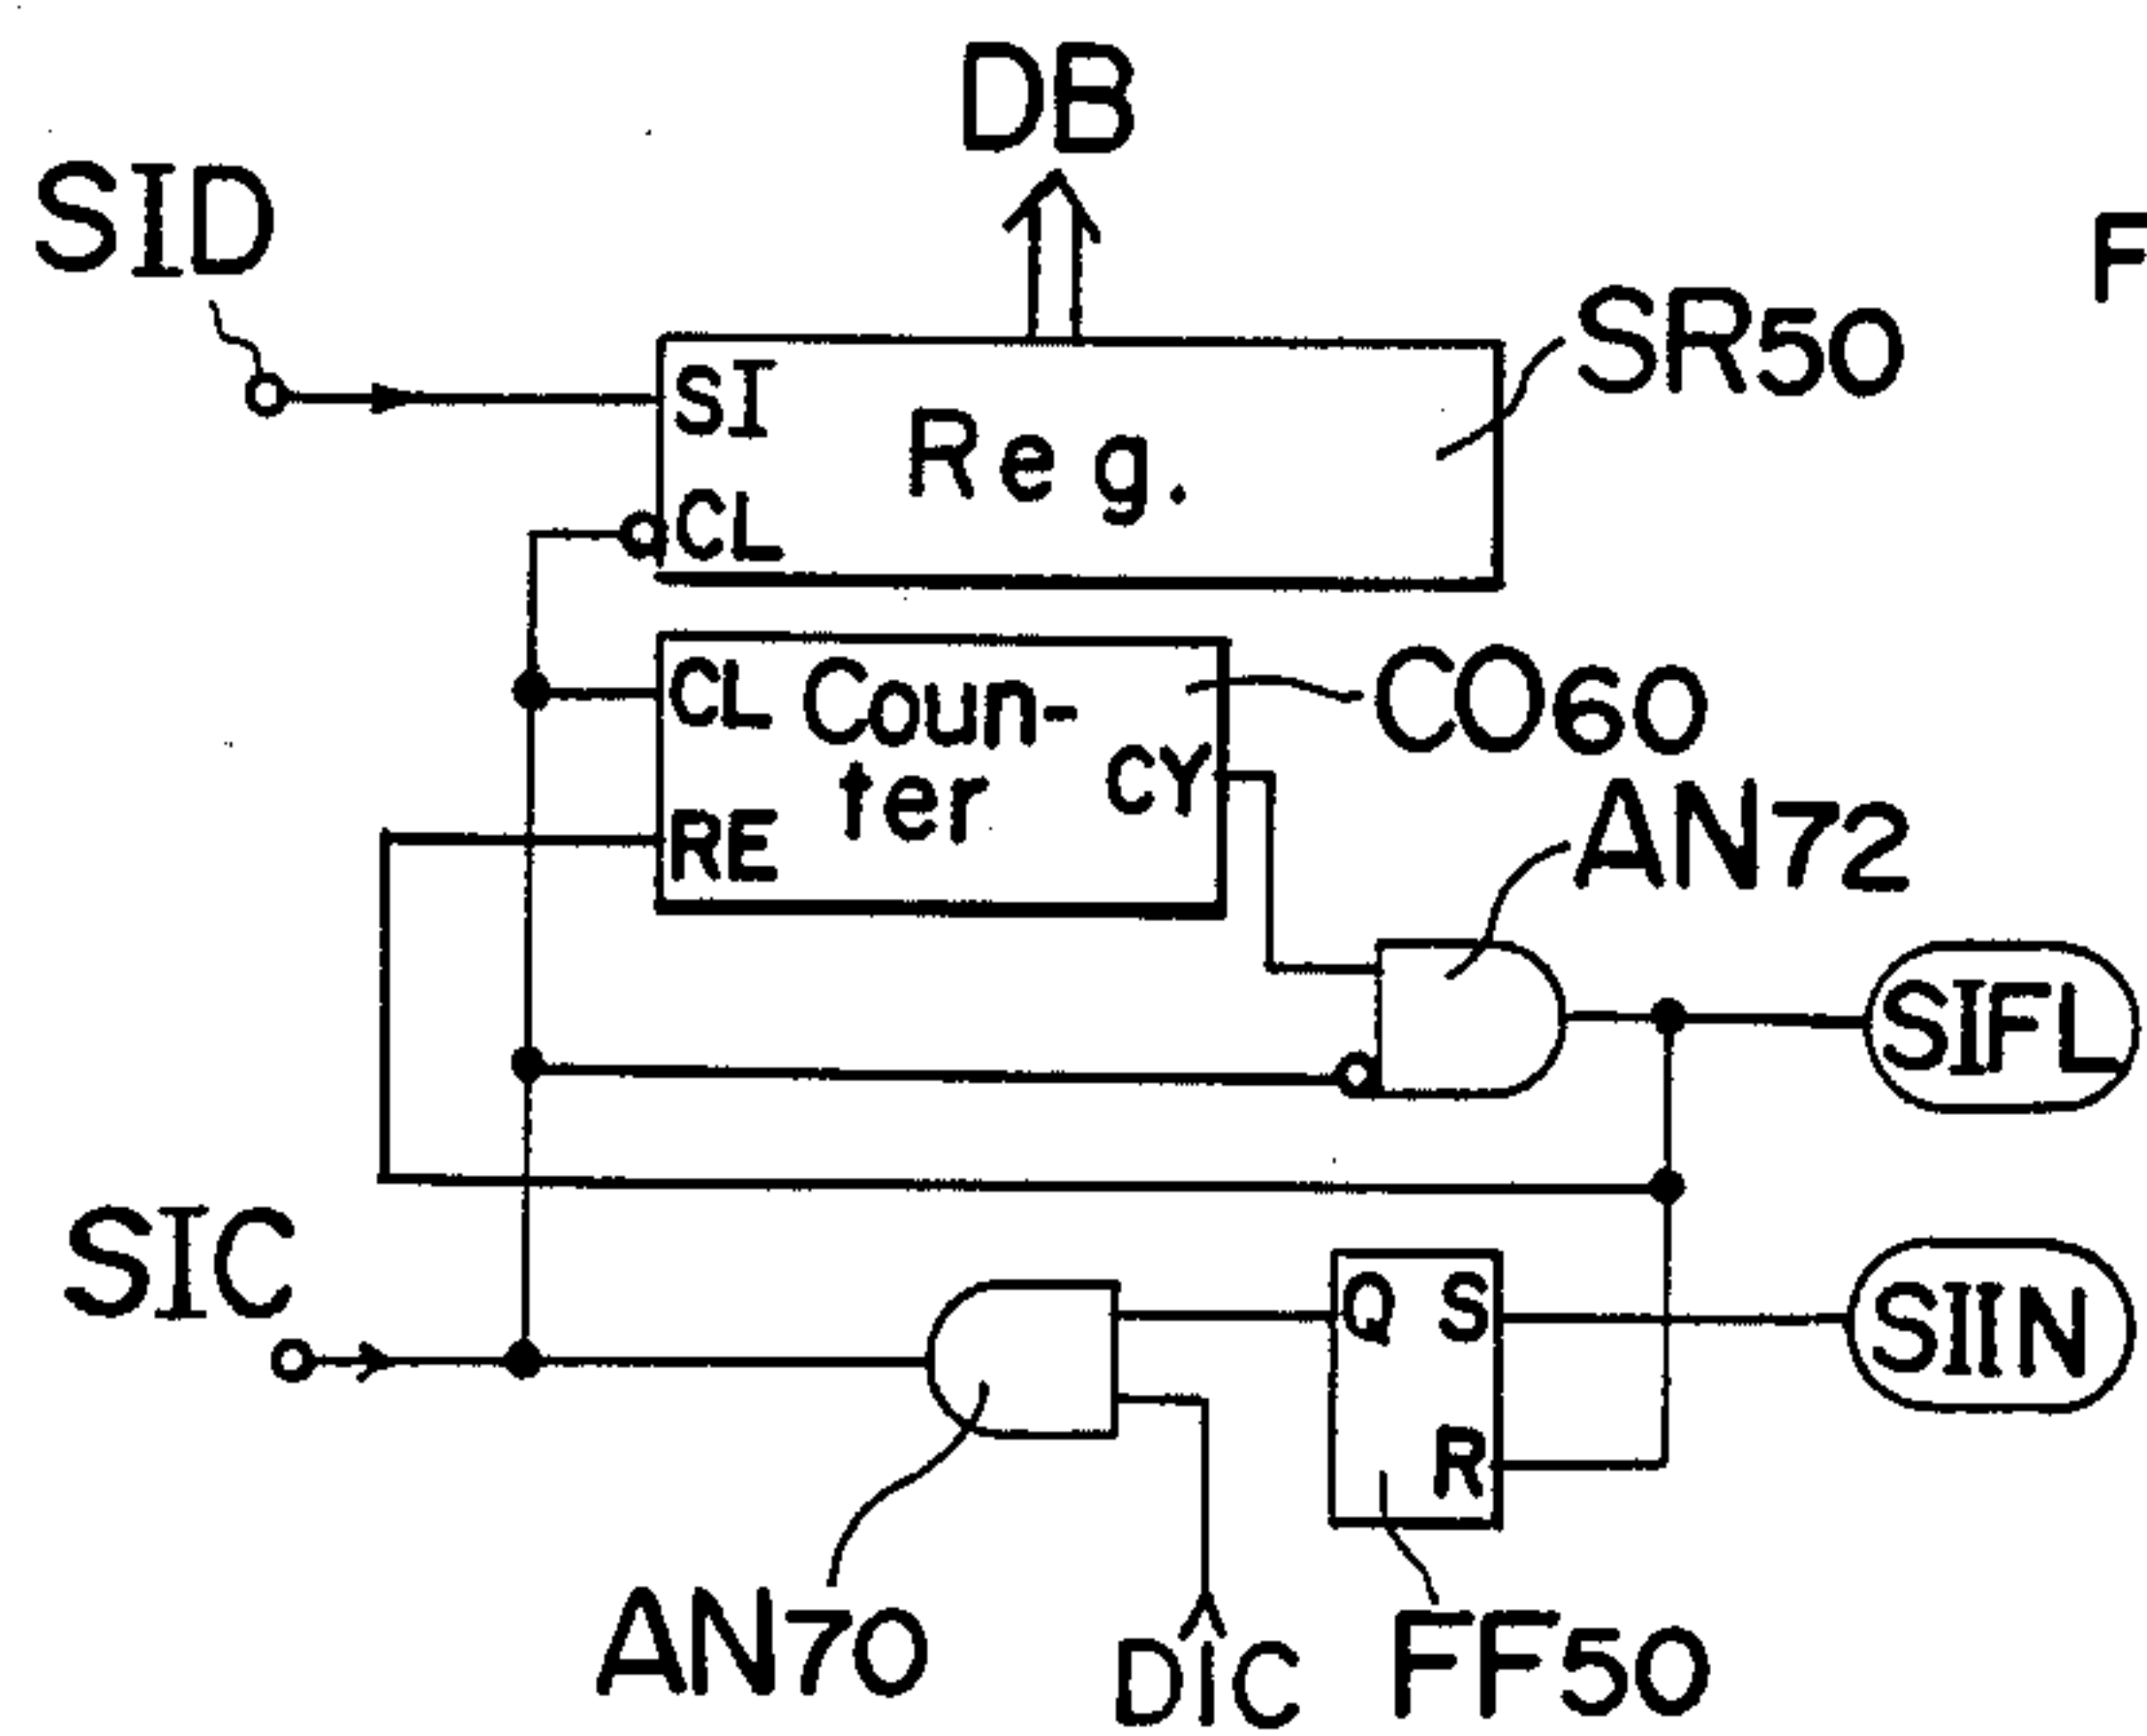 DB
SID
F
SR50
SI
Reg.
CL
CL Coun-
ter
CY
RE
CO60
AN72
SIFL
SIC
Q S
R
SIIN
AN70
DIC
FF50